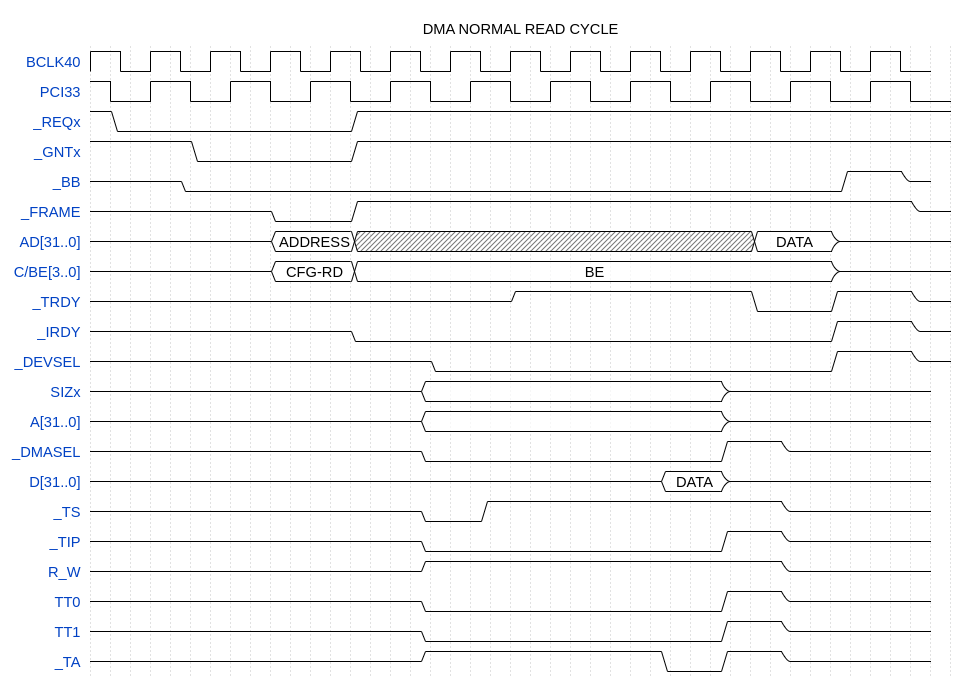 DMA NORMAL READ CYCLE
BCLK40
PCI33
_REQx
_GNTx
_BB
_FRAME
AD[31..0] ADDRESS DATA
C/BE[3..0] CFG-RD BE
_TRDY
_IRDY
_DEVSEL
SIZx
A[31..0]
_DMASEL
D[31..0] DATA
_TS
_TIP
R_W
TT0
TT1
_TA